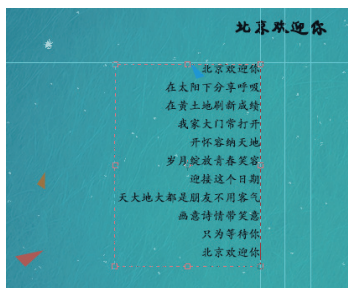 北京欢迎你
北京欢迎你
在太阳下分享呼吸
在黄土地刷新成绩
我家大门常打开
开怀容纳天地
岁月绽放青春笑容
迎接这个日期
天大地大都是朋友不用客气
画意诗情带笑意
只为等待你
北京欢迎你